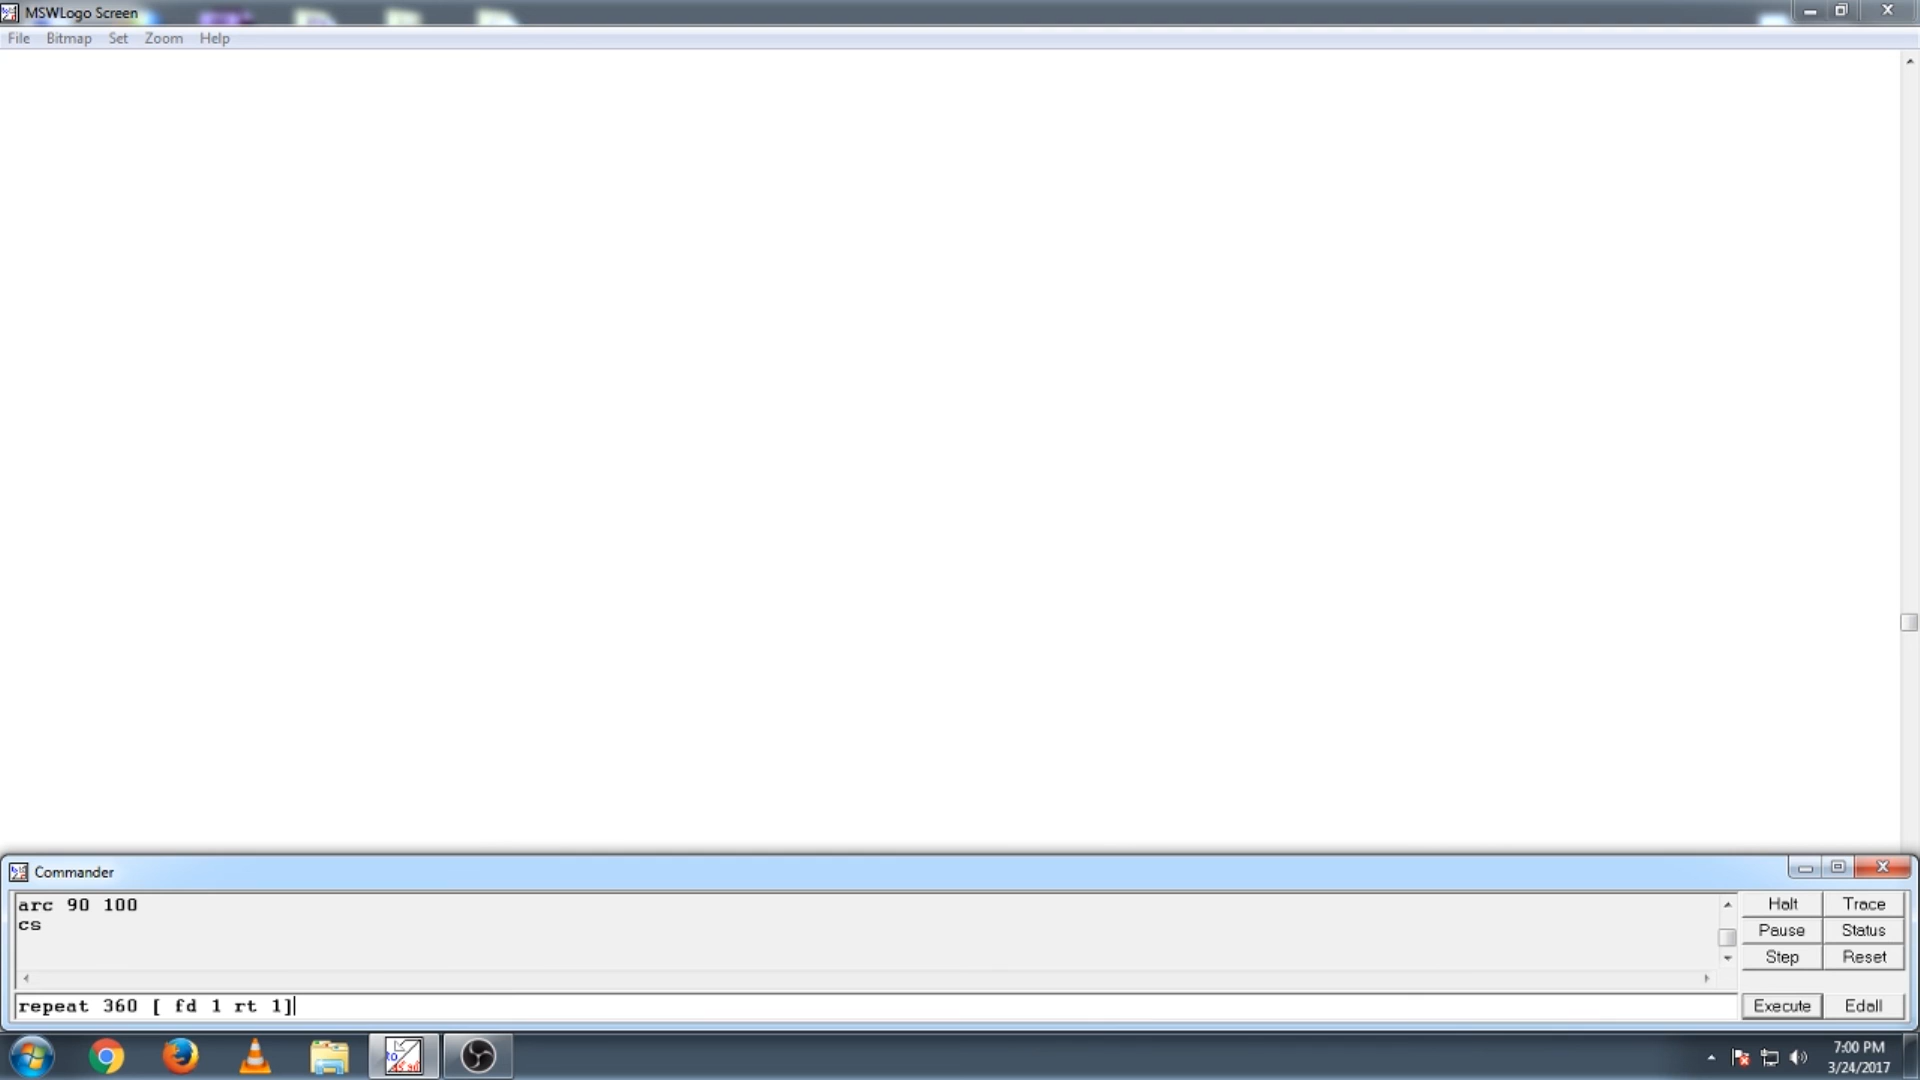 MSWLogo Screen
File Bitmap Set Zoom Help
Commander
arc 90 100
cs
Halt Trace
Pause Status
Step Reset
repeat 360 [ fd 1 rt 1]
Execute Edall
7:00 PM
3/24/2017